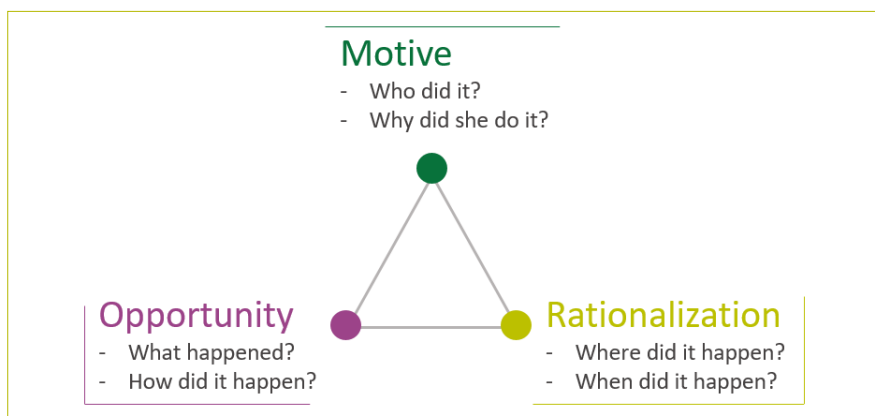 Motive
- Who did it?
- Why did she do it?
Opportunity
- What happened?
- How did it happen?
Rationalization
- Where did it happen?
- When did it happen?